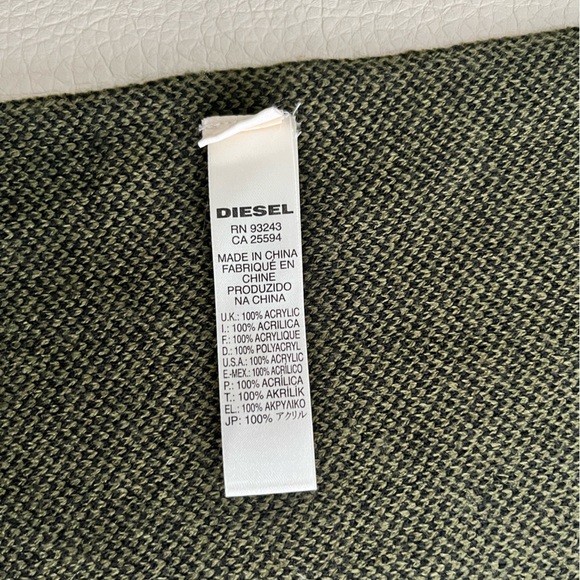 DIESEL
RN 93243
CA 25594
MADE IN CHINA
FABRIQUÉ EN
CHINE
PRODUZIDO
NA CHINA
U.K.: 100% ACRYLIC
I.: 100% ACRILICA
F.: 100% ACRYLIQUE
D.: 100% POLYACRYL
U.S.A.: 100% ACRYLIC
E.-MEX.: 100% ACRÍLICO
P.: 100% ACRÍLICA
T.: 100% AKRİLİK
EL.: 100% ΑΚΡΥΛΙΚΟ
JP: 100% アクリル